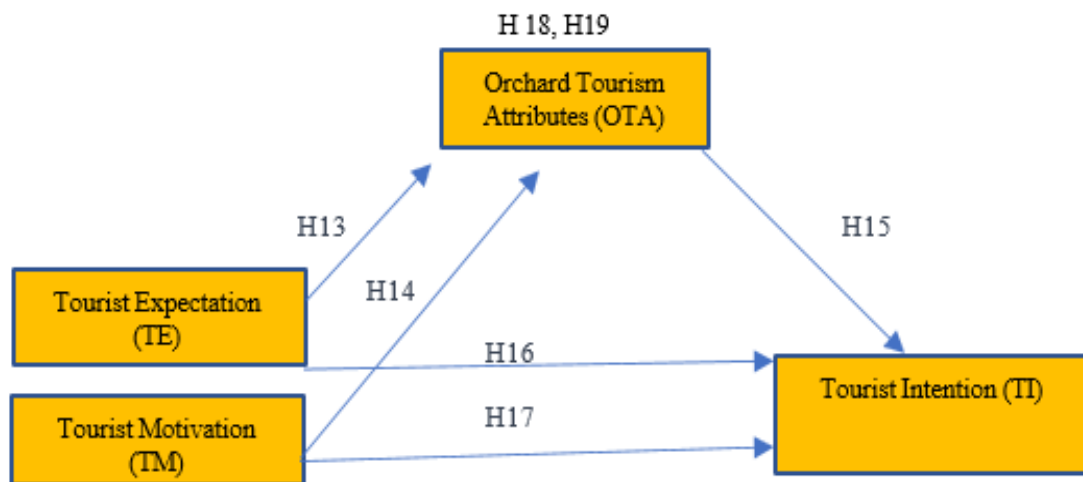 H 18, H19
Orchard Tourism
Attributes (OTA)
H13
H15
H14
Tourist Expectation
(TE)
H16
Tourist Intention (TI)
Tourist Motivation
(TM)
H17